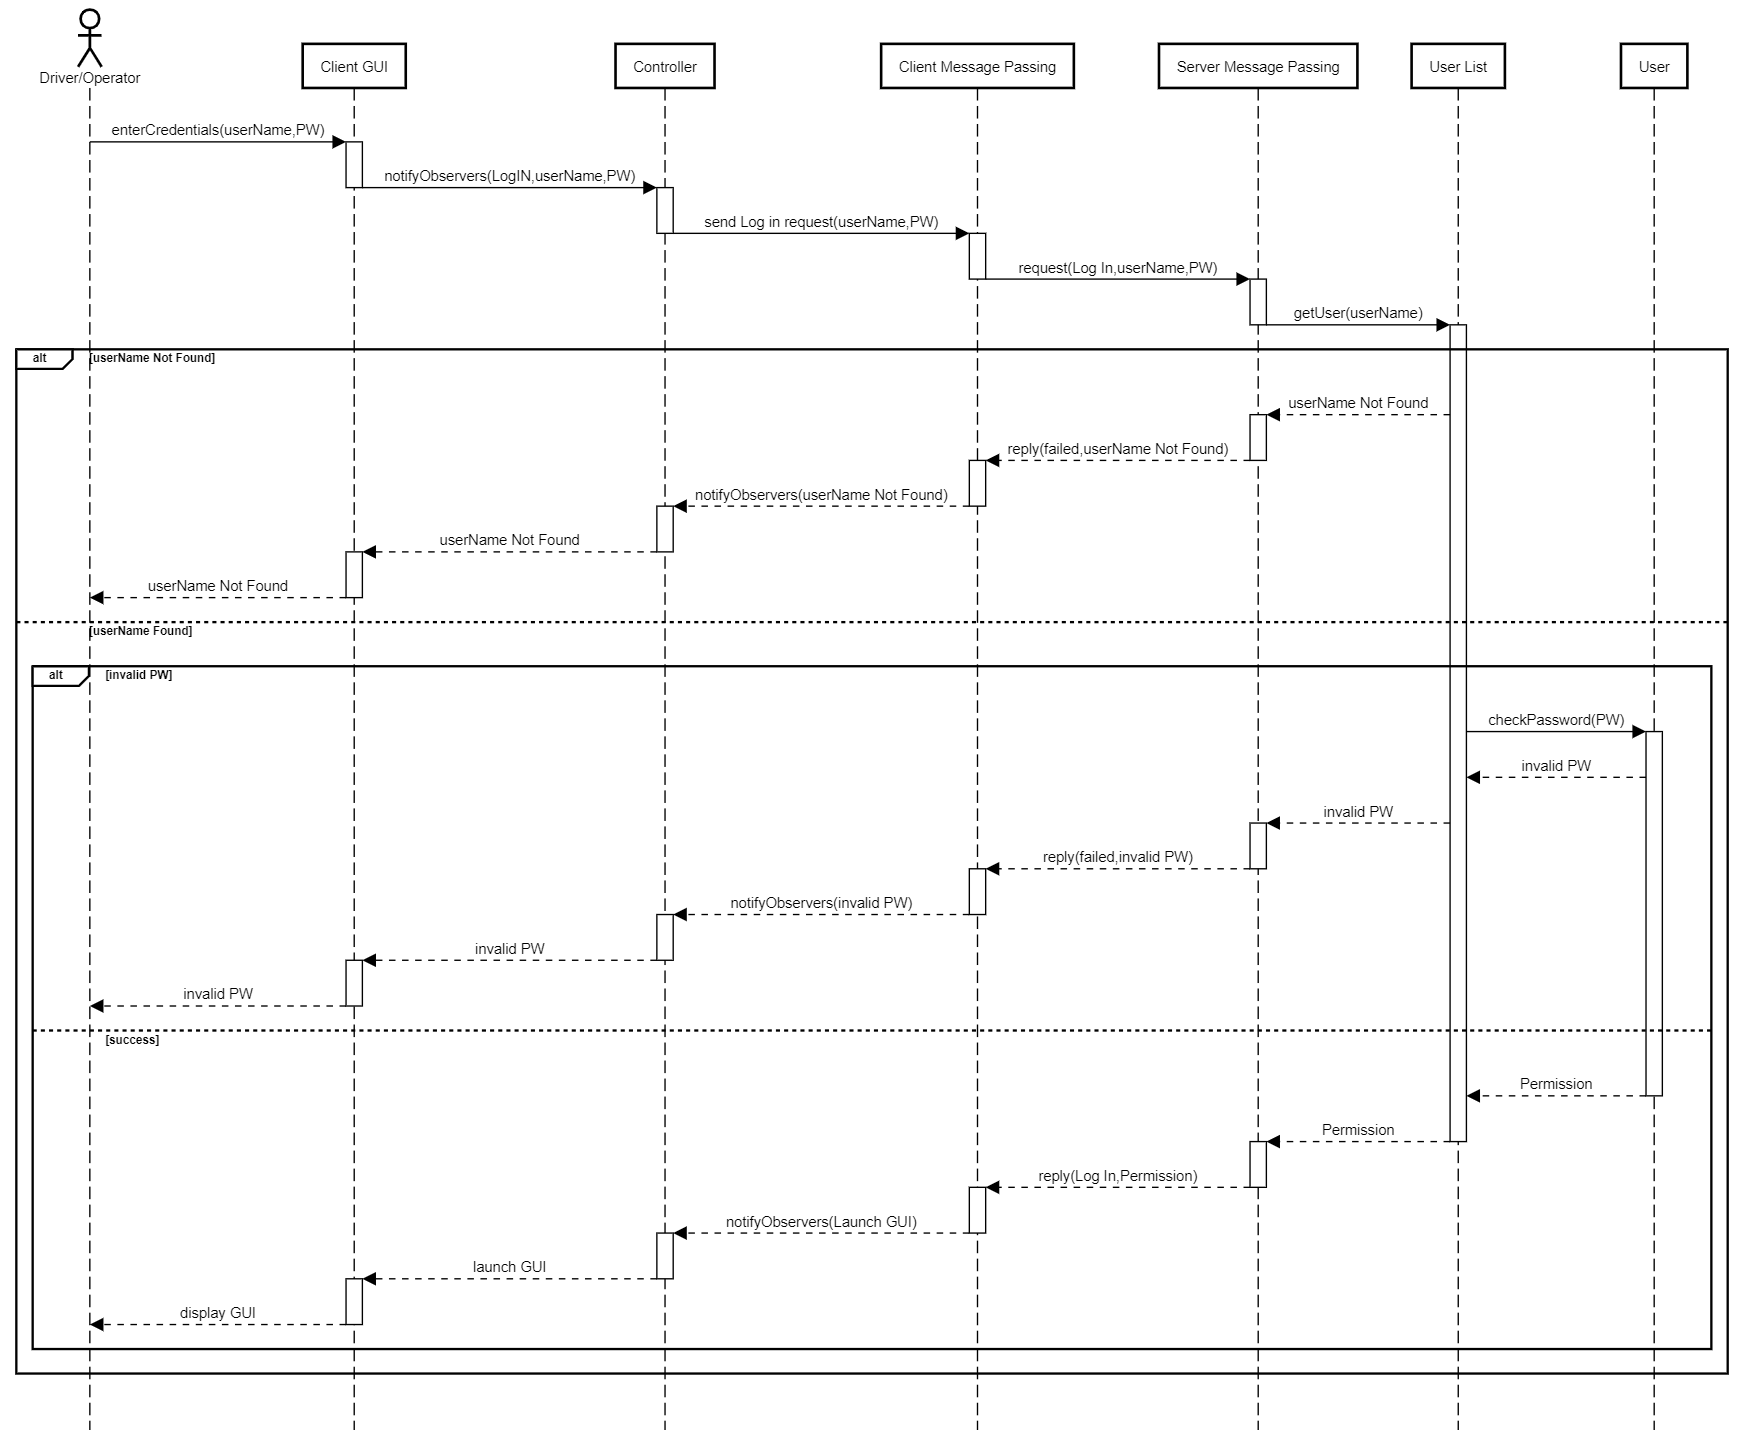 Driver/Operator
Client GUI
Controller
Client Message Passing
Server Message Passing
User List
User
enterCredentials(userName,PW)
notifyObservers(LogIN,userName,PW)
send Log in request(userName,PW)
request(Log In,userName,PW)
getUser(userName)
alt
[userName Not Found]
userName Not Found
reply(failed,userName Not Found)
notifyObservers(userName Not Found)
userName Not Found
userName Not Found
[userName Found]
alt
[invalid PW]
checkPassword(PW)
invalid PW
invalid PW
reply(failed,invalid PW)
notifyObservers(invalid PW)
invalid PW
invalid PW
[success]
Permission
Permission
reply(Log In,Permission)
notifyObservers(Launch GUI)
launch GUI
display GUI